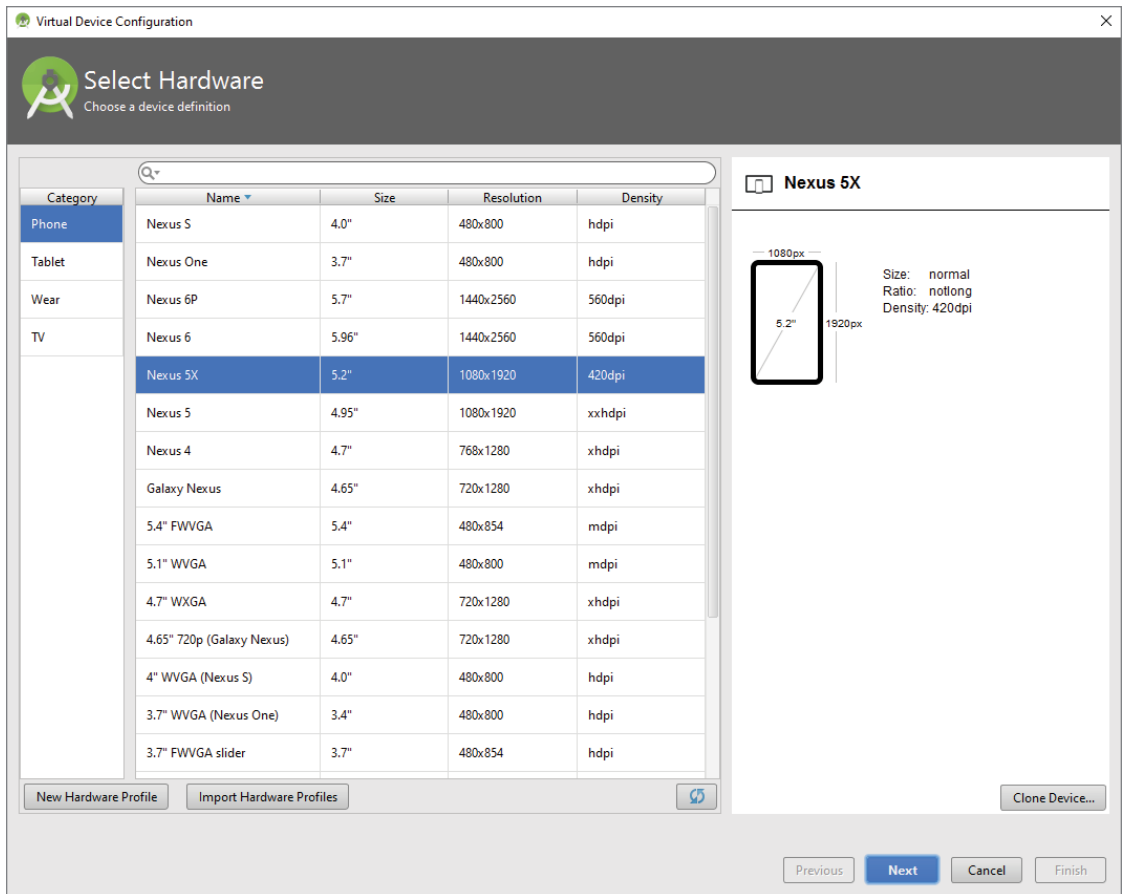 Virtual Device Configuration
Select Hardware
Choose a device definition
Category
Phone
Tablet
Wear
TV
Name Size Resolution Density
Nexus S 4.0" 480x800 hdpi
Nexus One 3.7" 480x800 hdpi
Nexus 6P 5.7" 1440x2560 560dpi
Nexus 6 5.96" 1440x2560 560dpi
Nexus 5X 5.2" 1080x1920 420dpi
Nexus 5 4.95" 1080x1920 xxhdpi
Nexus 4 4.7" 768x1280 xhdpi
Galaxy Nexus 4.65" 720x1280 xhdpi
5.4" FWVGA 5.4" 480x854 mdpi
5.1" WVGA 5.1" 480x800 mdpi
4.7" WXGA 4.7" 720x1280 xhdpi
4.65" 720p (Galaxy Nexus) 4.65" 720x1280 xhdpi
4" WVGA (Nexus S) 4.0" 480x800 hdpi
3.7" WVGA (Nexus One) 3.4" 480x800 hdpi
3.7" FWVGA slider 3.7" 480x854 hdpi
New Hardware Profile Import Hardware Profiles
Nexus 5X
1080px
5.2"
1920px
Size: normal
Ratio: notlong
Density: 420dpi
Clone Device...
Previous Next Cancel Finish